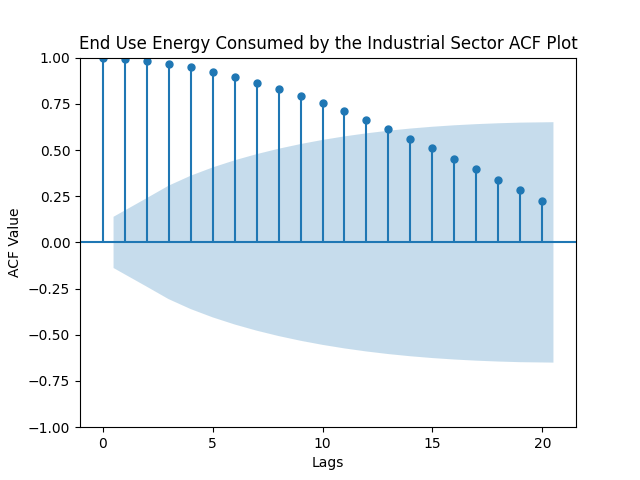 End Use Energy Consumed by the Industrial Sector ACF Plot
1.00
0.75
0.50
0.25
0.00
−0.25
−0.50
−0.75
−1.00
ACF Value
0 5 10 15 20
Lags